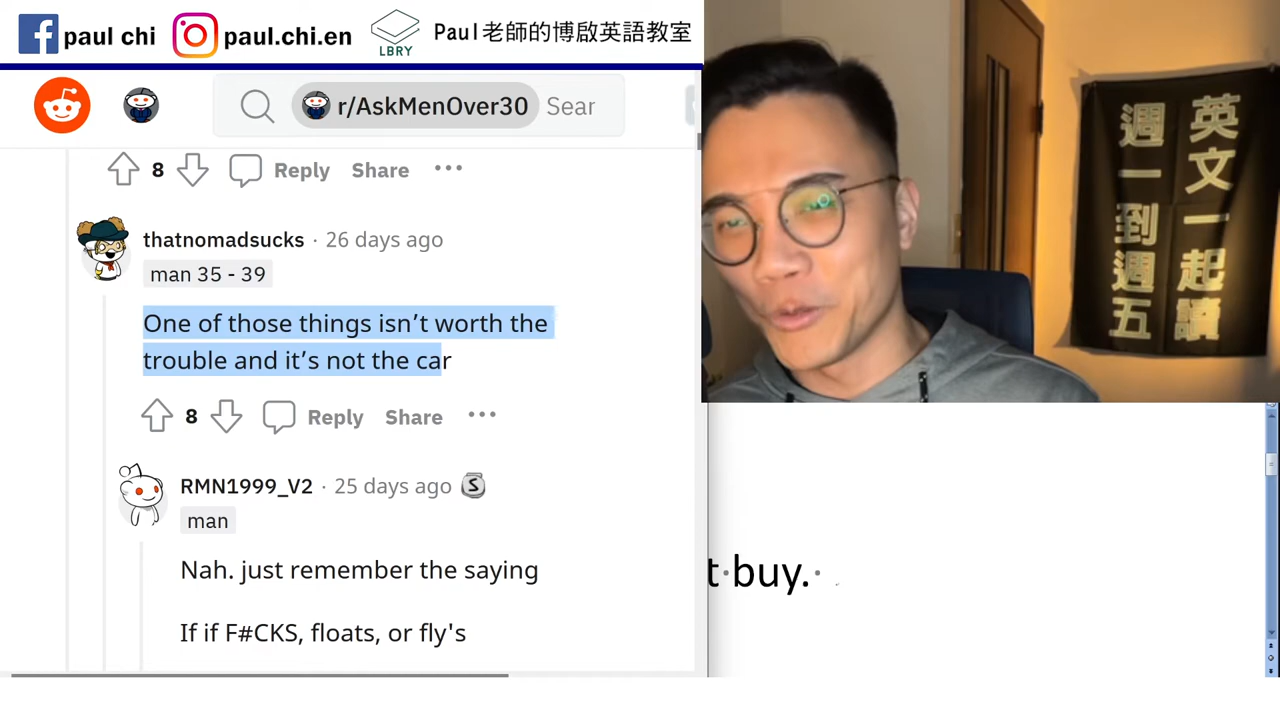 paul chi
paul.chi.en
LBRY
Paul老師的博啟英語教室
r/AskMenOver30 Sear
8 Reply Share
thatnomadsucks · 26 days ago
man 35 - 39
One of those things isn’t worth the
trouble and it’s not the car
8 Reply Share
RMN1999_V2 · 25 days ago
man
Nah. just remember the saying
If if F#CKS, floats, or fly's
英文一起讀
週一到週五
t·buy.·